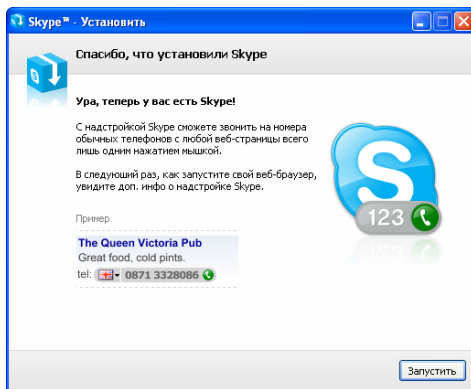 Skype™ - Установить
Спасибо, что установили Skype
Ура, теперь у вас есть Skype!
С надстройкой Skype сможете звонить на номера
обычных телефонов с любой веб-страницы всего
лишь одним нажатием мышкой.
В следующий раз, как запустите свой веб-браузер,
увидите доп. инфо о надстройке Skype.
Пример
The Queen Victoria Pub
Great food, cold pints.
tel: 0871 3328086
S
123
Запустить